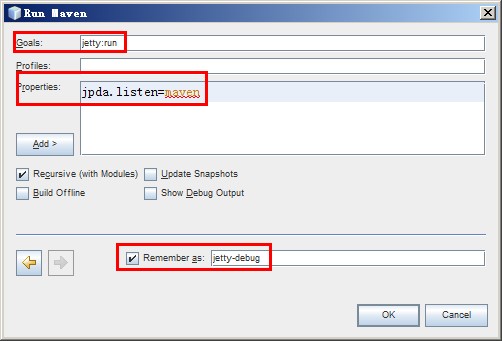 Run Maven
Goals: jetty:run
Profiles:
Properties: jpda.listen=maven
Add >
Recursive (with Modules) Update Snapshots
Build Offline Show Debug Output
Remember as: jetty-debug
OK Cancel